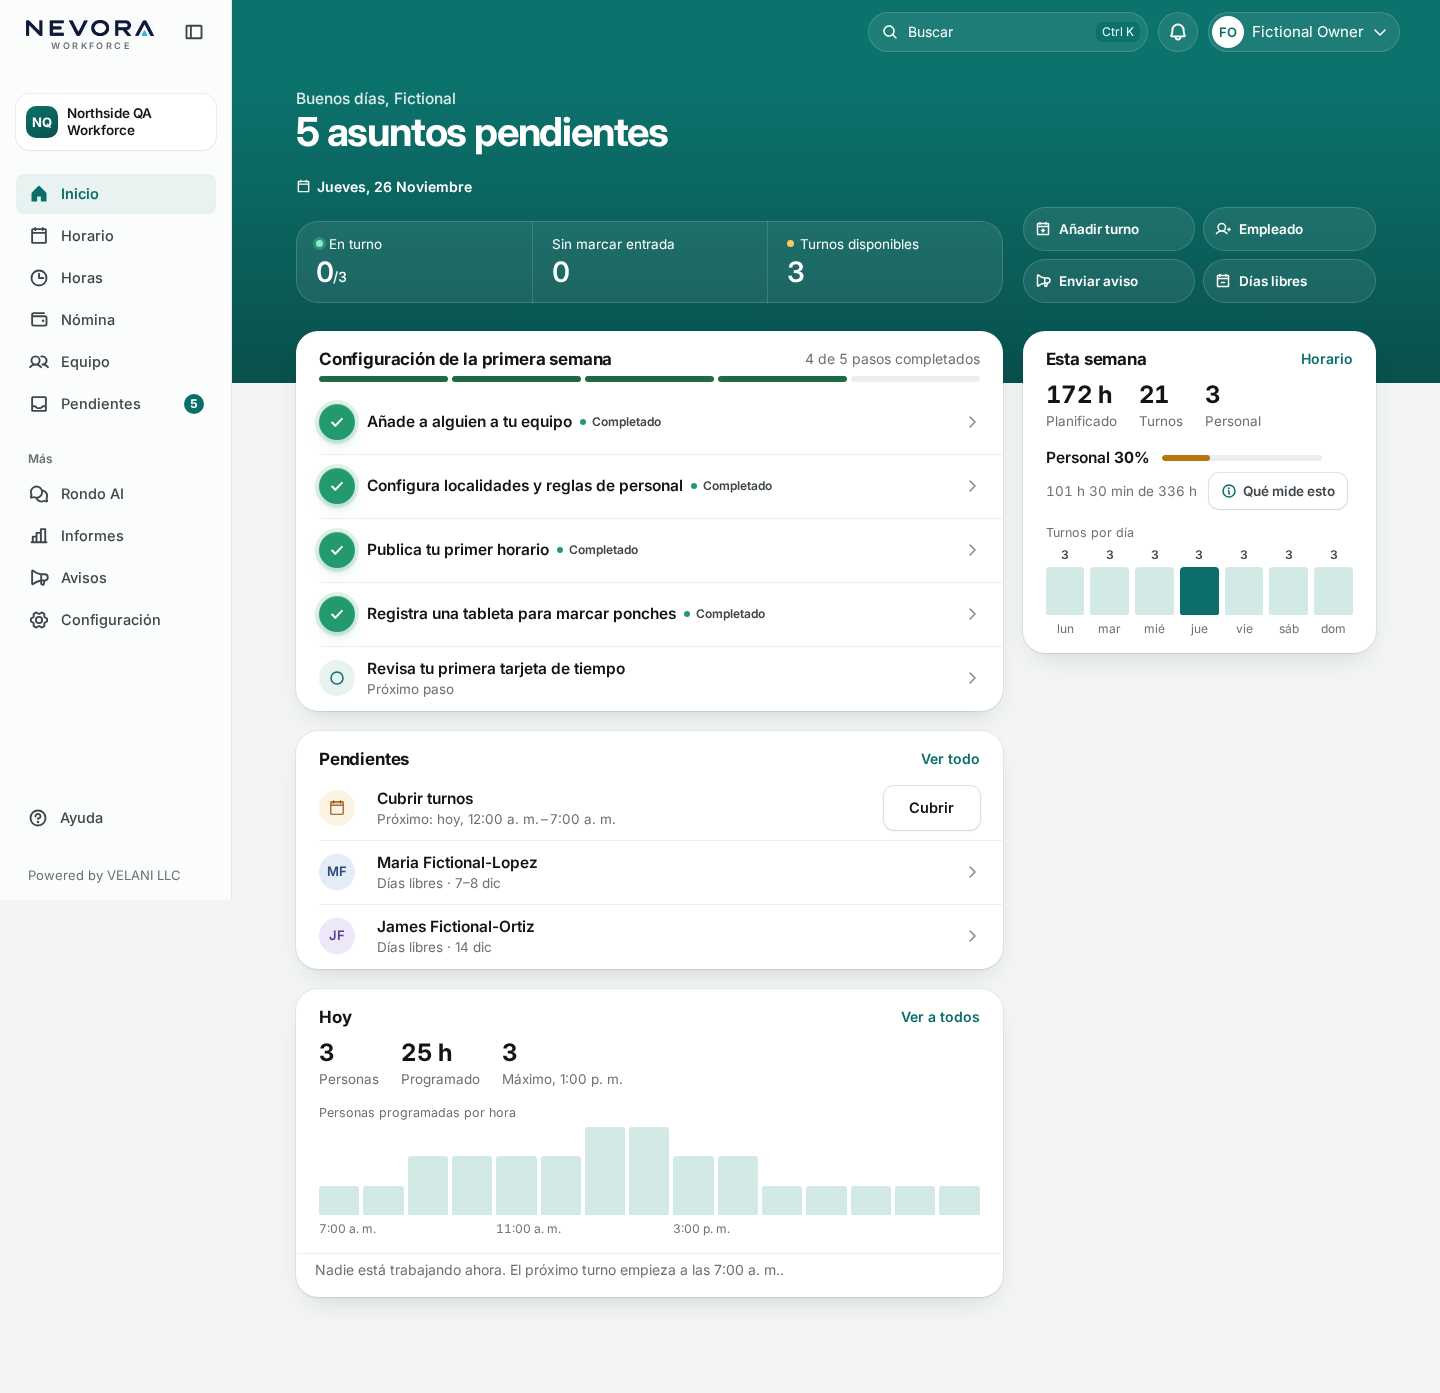 NEVORA
WORKFORCE
Buscar
Ctrl K
FO
Fictional Owner
NQ
Northside QA
Workforce
Inicio
Horario
Horas
Nómina
Equipo
Pendientes
5
Más
Rondo AI
Informes
Avisos
Configuración
Ayuda
Powered by VELANI LLC
Buenos días, Fictional
5 asuntos pendientes
Jueves, 26 Noviembre
En turno
0/3
Sin marcar entrada
0
Turnos disponibles
3
Añadir turno
Empleado
Enviar aviso
Días libres
Configuración de la primera semana
4 de 5 pasos completados
Añade a alguien a tu equipo
Completado
Configura localidades y reglas de personal
Completado
Publica tu primer horario
Completado
Registra una tableta para marcar ponches
Completado
Revisa tu primera tarjeta de tiempo
Próximo paso
Esta semana
Horario
172 h
21
3
Planificado
Turnos
Personal
Personal 30%
101 h 30 min de 336 h
Qué mide esto
Turnos por día
3 3 3 3 3 3 3
lun mar mié jue vie sáb dom
Pendientes
Ver todo
Cubrir turnos
Próximo: hoy, 12:00 a. m.–7:00 a. m.
Cubrir
MF
Maria Fictional-Lopez
Días libres · 7–8 dic
JF
James Fictional-Ortiz
Días libres · 14 dic
Hoy
Ver a todos
3
25 h
3
Personas
Programado
Máximo, 1:00 p. m.
Personas programadas por hora
7:00 a. m.
11:00 a. m.
3:00 p. m.
Nadie está trabajando ahora. El próximo turno empieza a las 7:00 a. m..